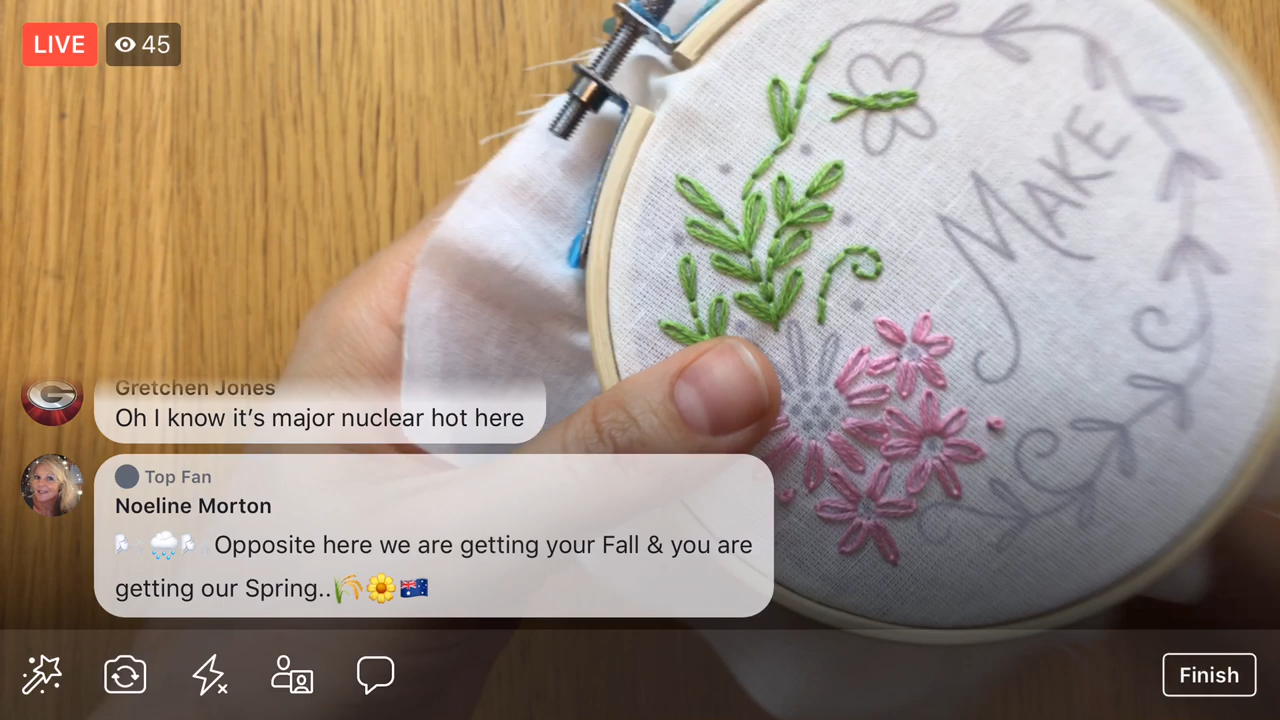 LIVE 45
MAKE
Gretchen Jones
Oh I know it’s major nuclear hot here
Top Fan
Noeline Morton
🌬️🌧️🌬️ Opposite here we are getting your Fall & you are
getting our Spring..🌾🌼🇦🇺
Finish